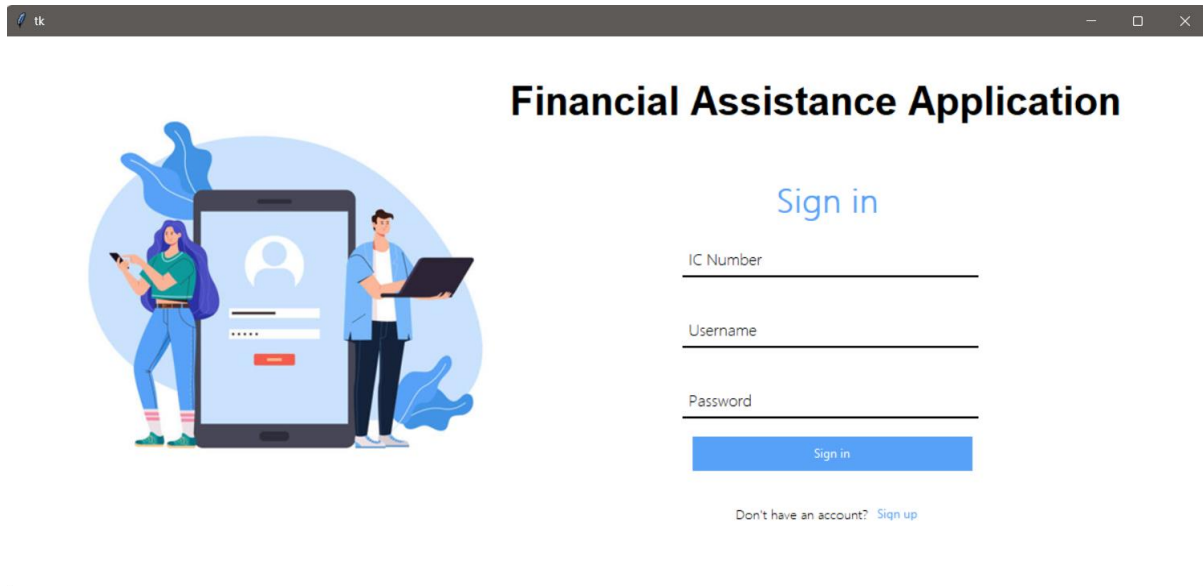 tk
Financial Assistance Application
Sign in
IC Number
Username
Password
Sign in
Don't have an account? Sign up